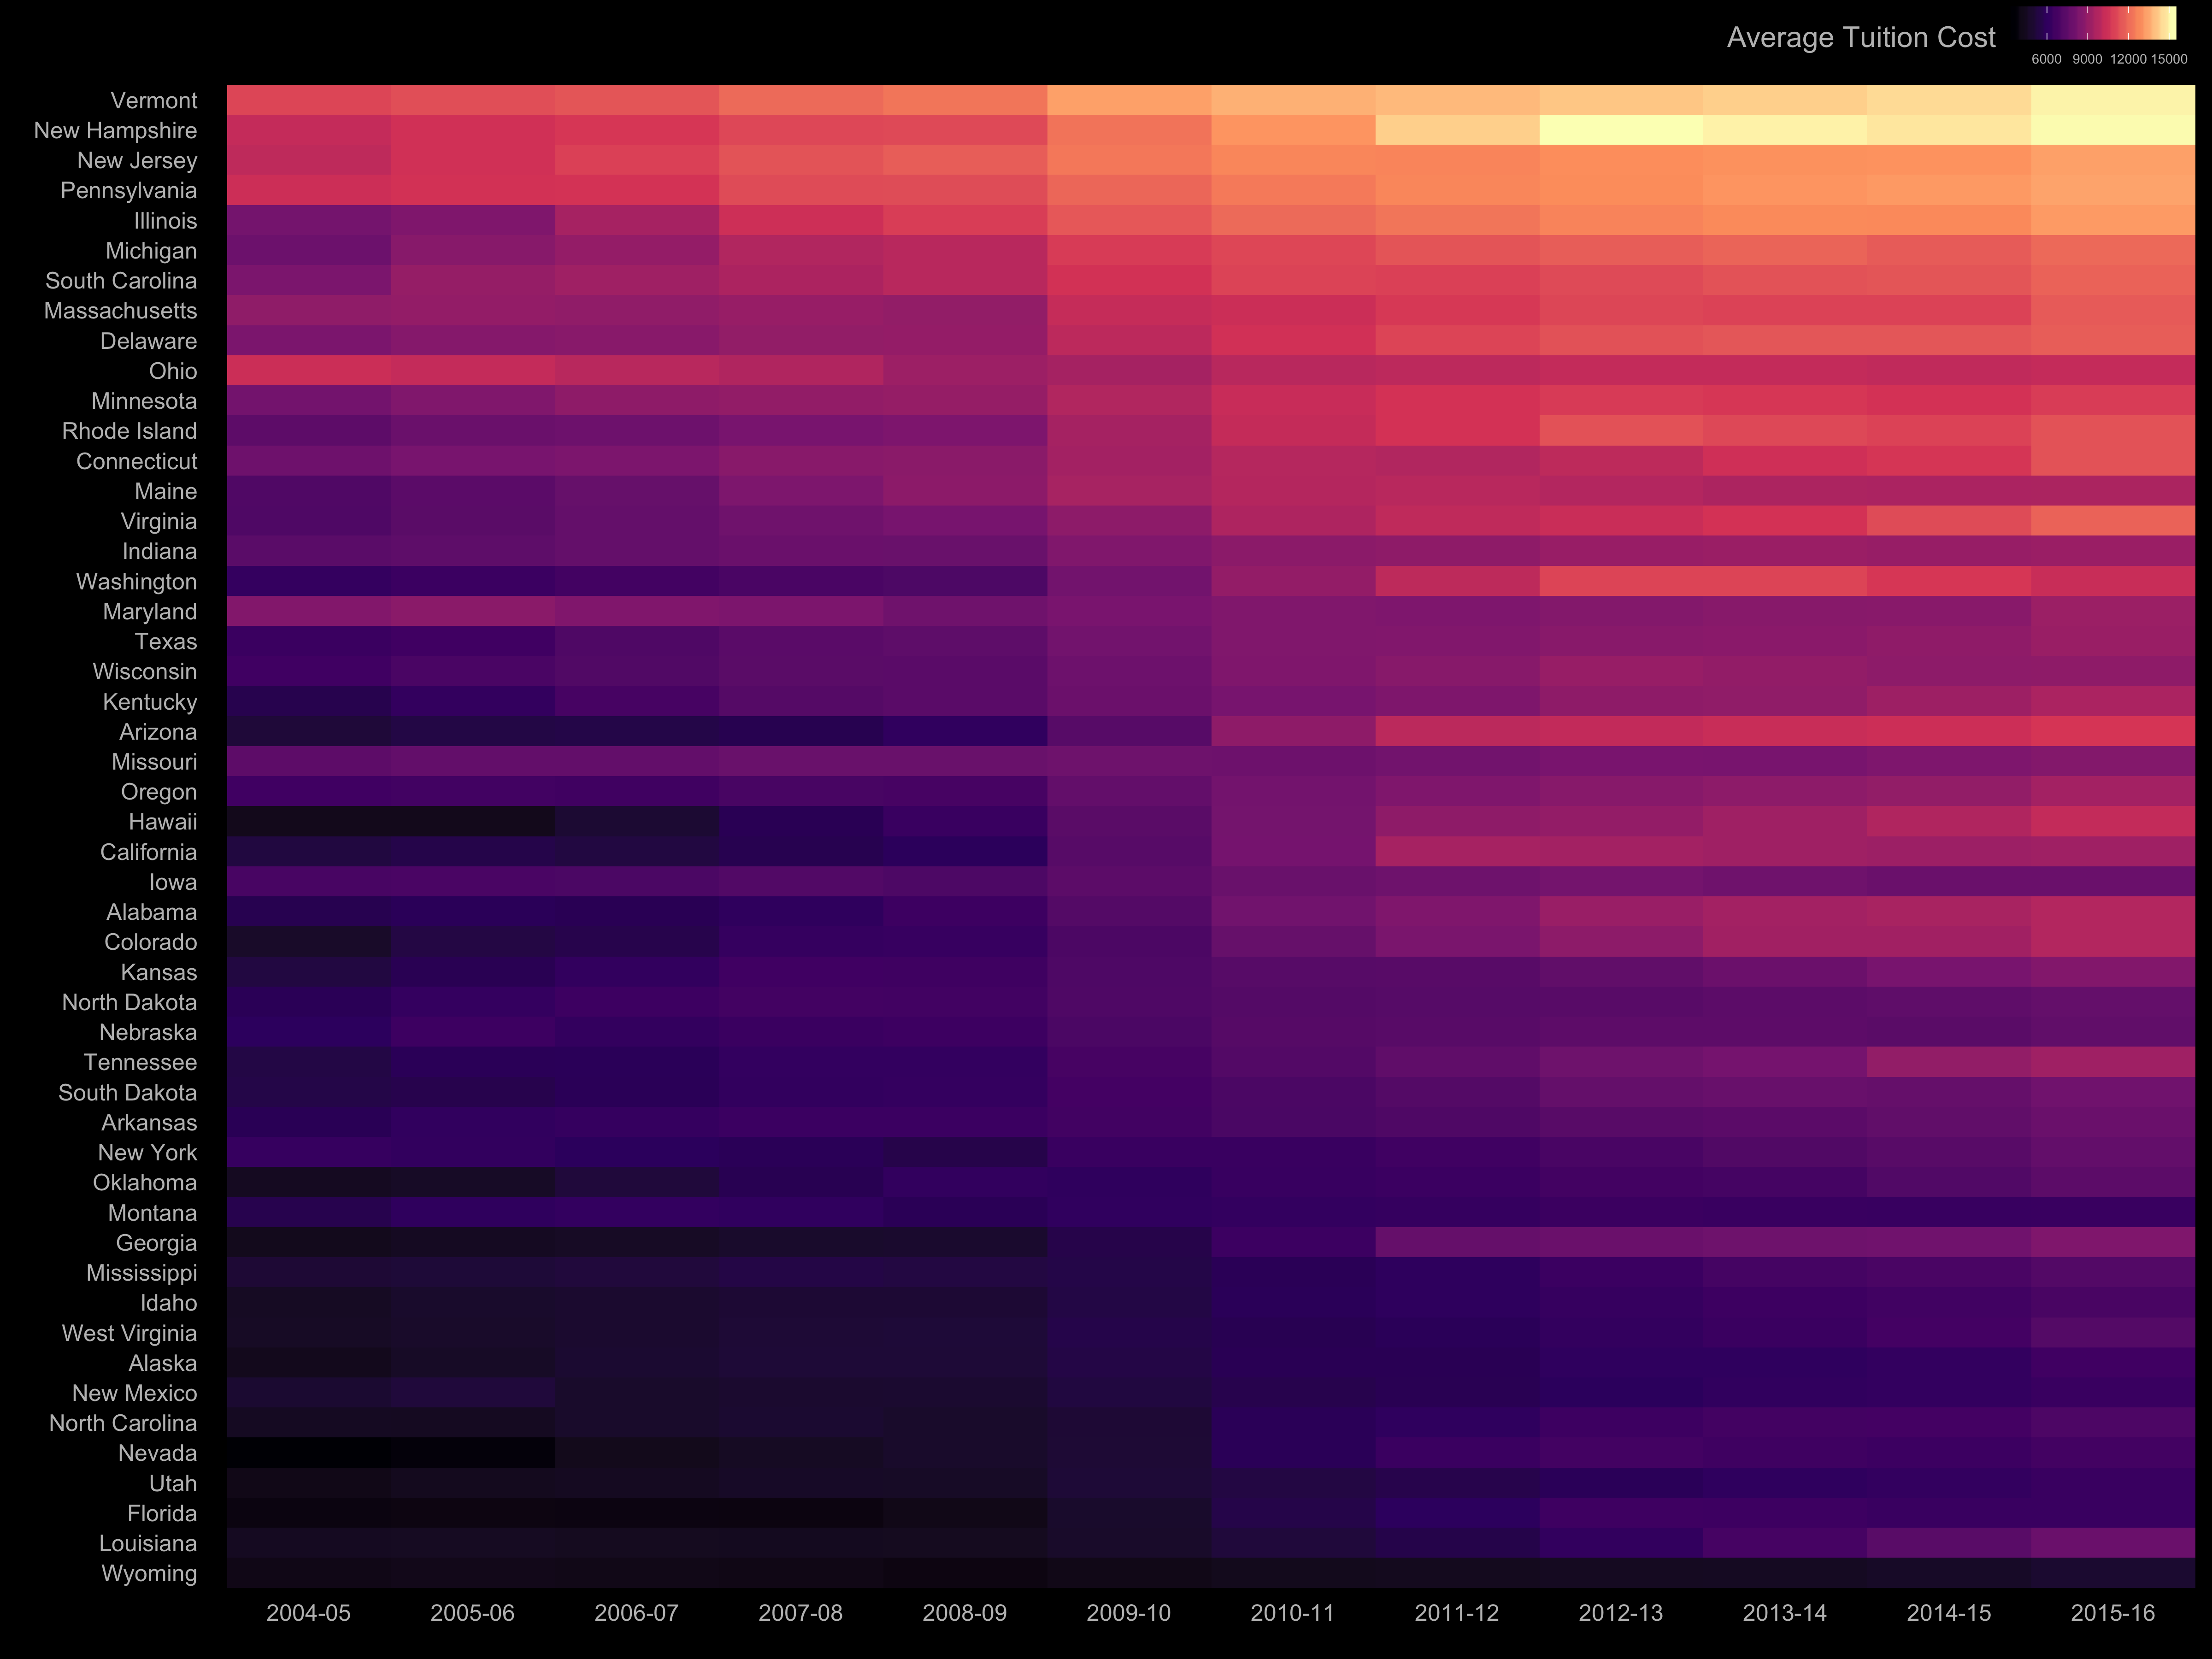 Average Tuition Cost
6000 9000 12000 15000
Vermont
New Hampshire
New Jersey
Pennsylvania
Illinois
Michigan
South Carolina
Massachusetts
Delaware
Ohio
Minnesota
Rhode Island
Connecticut
Maine
Virginia
Indiana
Washington
Maryland
Texas
Wisconsin
Kentucky
Arizona
Missouri
Oregon
Hawaii
California
Iowa
Alabama
Colorado
Kansas
North Dakota
Nebraska
Tennessee
South Dakota
Arkansas
New York
Oklahoma
Montana
Georgia
Mississippi
Idaho
West Virginia
Alaska
New Mexico
North Carolina
Nevada
Utah
Florida
Louisiana
Wyoming
2004-05 2005-06 2006-07 2007-08 2008-09 2009-10 2010-11 2011-12 2012-13 2013-14 2014-15 2015-16